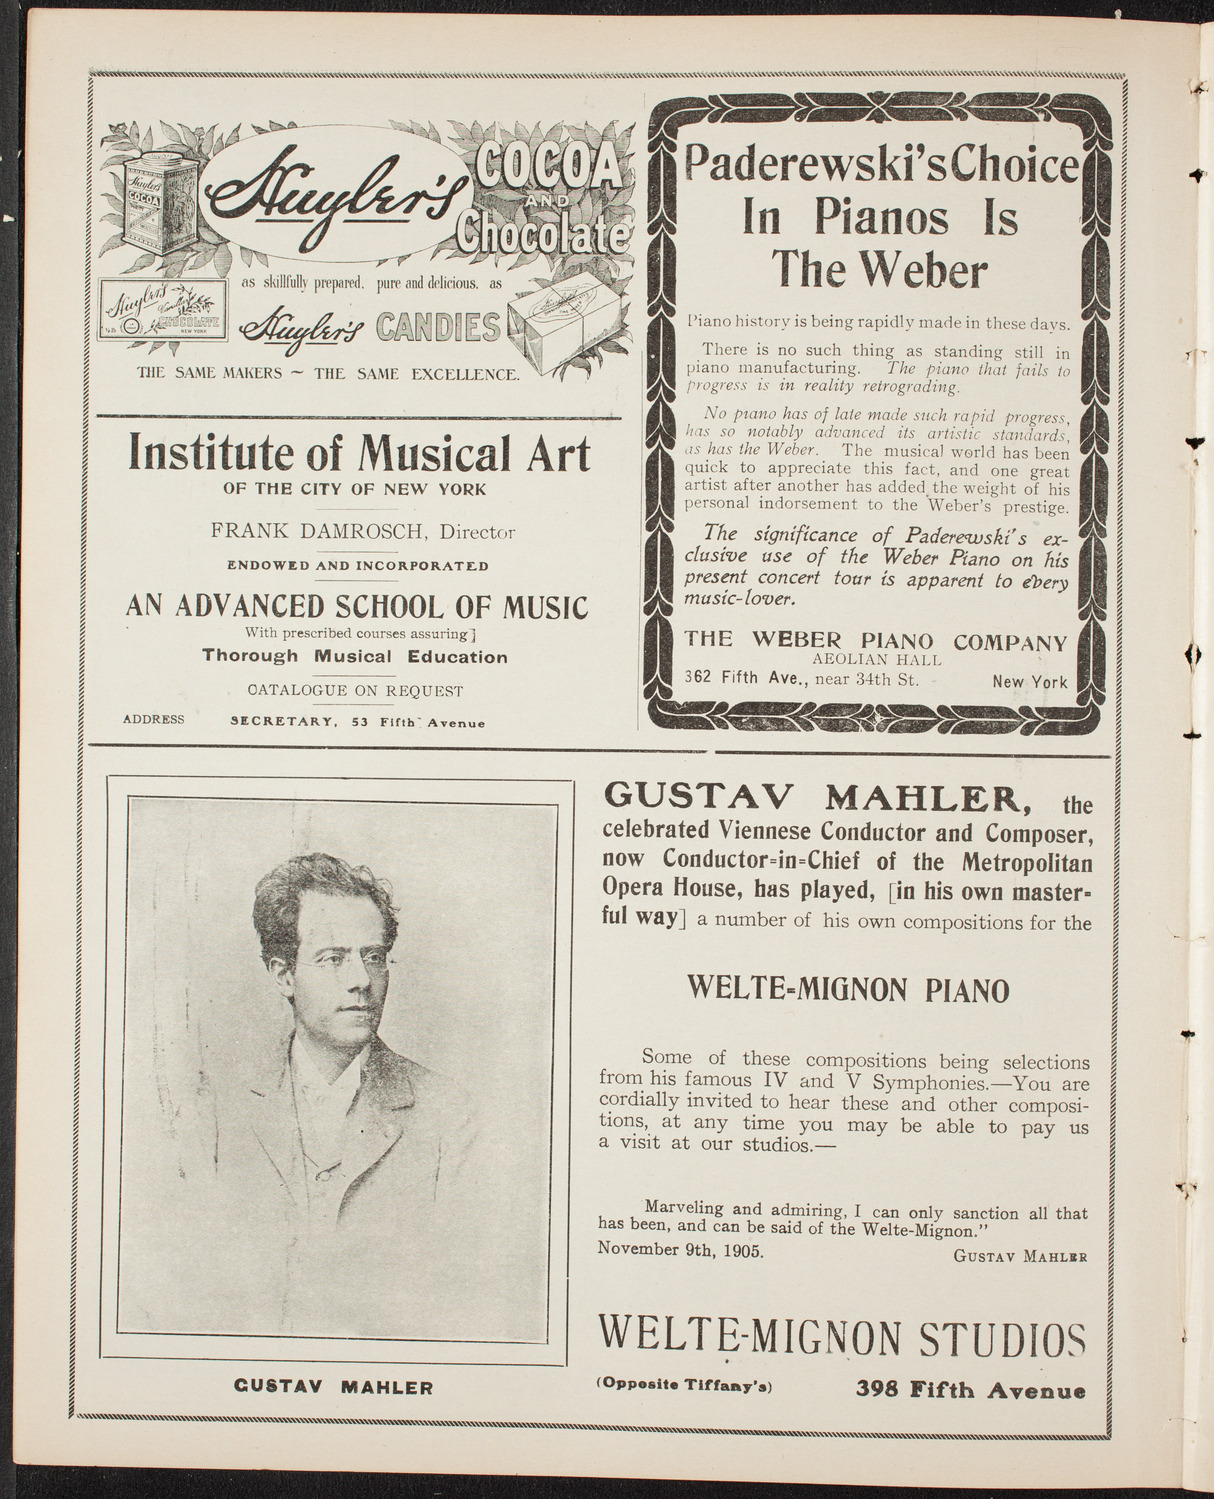 Huyler's
COCOA
AND
Chocolate
Huyler's
COCOA
as skillfully prepared, pure and delicious, as
Huyler's
CHOCOLATE
NEW YORK
Huyler's CANDIES
THE SAME MAKERS ~ THE SAME EXCELLENCE.
Institute of Musical Art
OF THE CITY OF NEW YORK
FRANK DAMROSCH, Director
ENDOWED AND INCORPORATED
AN ADVANCED SCHOOL OF MUSIC
With prescribed courses assuring]
Thorough Musical Education
CATALOGUE ON REQUEST
ADDRESS SECRETARY, 53 Fifth Avenue
Paderewski's Choice
In Pianos Is
The Weber
Piano history is being rapidly made in these days.
There is no such thing as standing still in
piano manufacturing. The piano that fails to
progress is in reality retrograding.
No piano has of late made such rapid progress,
has so notably advanced its artistic standards,
as has the Weber. The musical world has been
quick to appreciate this fact, and one great
artist after another has added the weight of his
personal indorsement to the Weber's prestige.
The significance of Paderewski's ex-
clusive use of the Weber Piano on his
present concert tour is apparent to every
music-lover.
THE WEBER PIANO COMPANY
AEOLIAN HALL
362 Fifth Ave., near 34th St. New York
GUSTAV MAHLER
GUSTAV MAHLER, the
celebrated Viennese Conductor and Composer,
now Conductor=in=Chief of the Metropolitan
Opera House, has played, [in his own master=
ful way] a number of his own compositions for the
WELTE=MIGNON PIANO
Some of these compositions being selections
from his famous IV and V Symphonies.—You are
cordially invited to hear these and other composi-
tions, at any time you may be able to pay us
a visit at our studios.—
Marveling and admiring, I can only sanction all that
has been, and can be said of the Welte-Mignon."
November 9th, 1905. GUSTAV MAHLER
WELTE-MIGNON STUDIOS
(Opposite Tiffany's) 398 Fifth Avenue